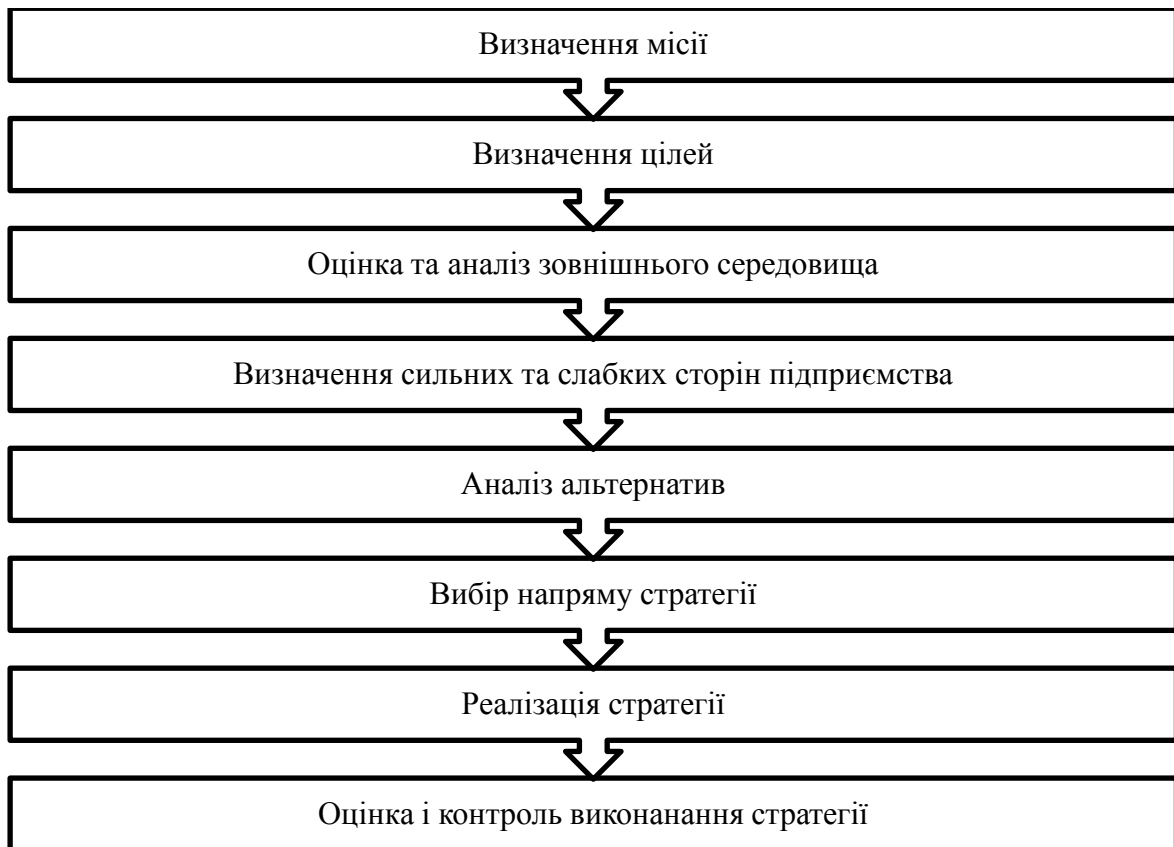 Визначення місії
Визначення цілей
Оцінка та аналіз зовнішнього середовища
Визначення сильних та слабких сторін підприємства
Аналіз альтернатив
Вибір напряму стратегії
Реалізація стратегії
Оцінка і контроль виконанання стратегії